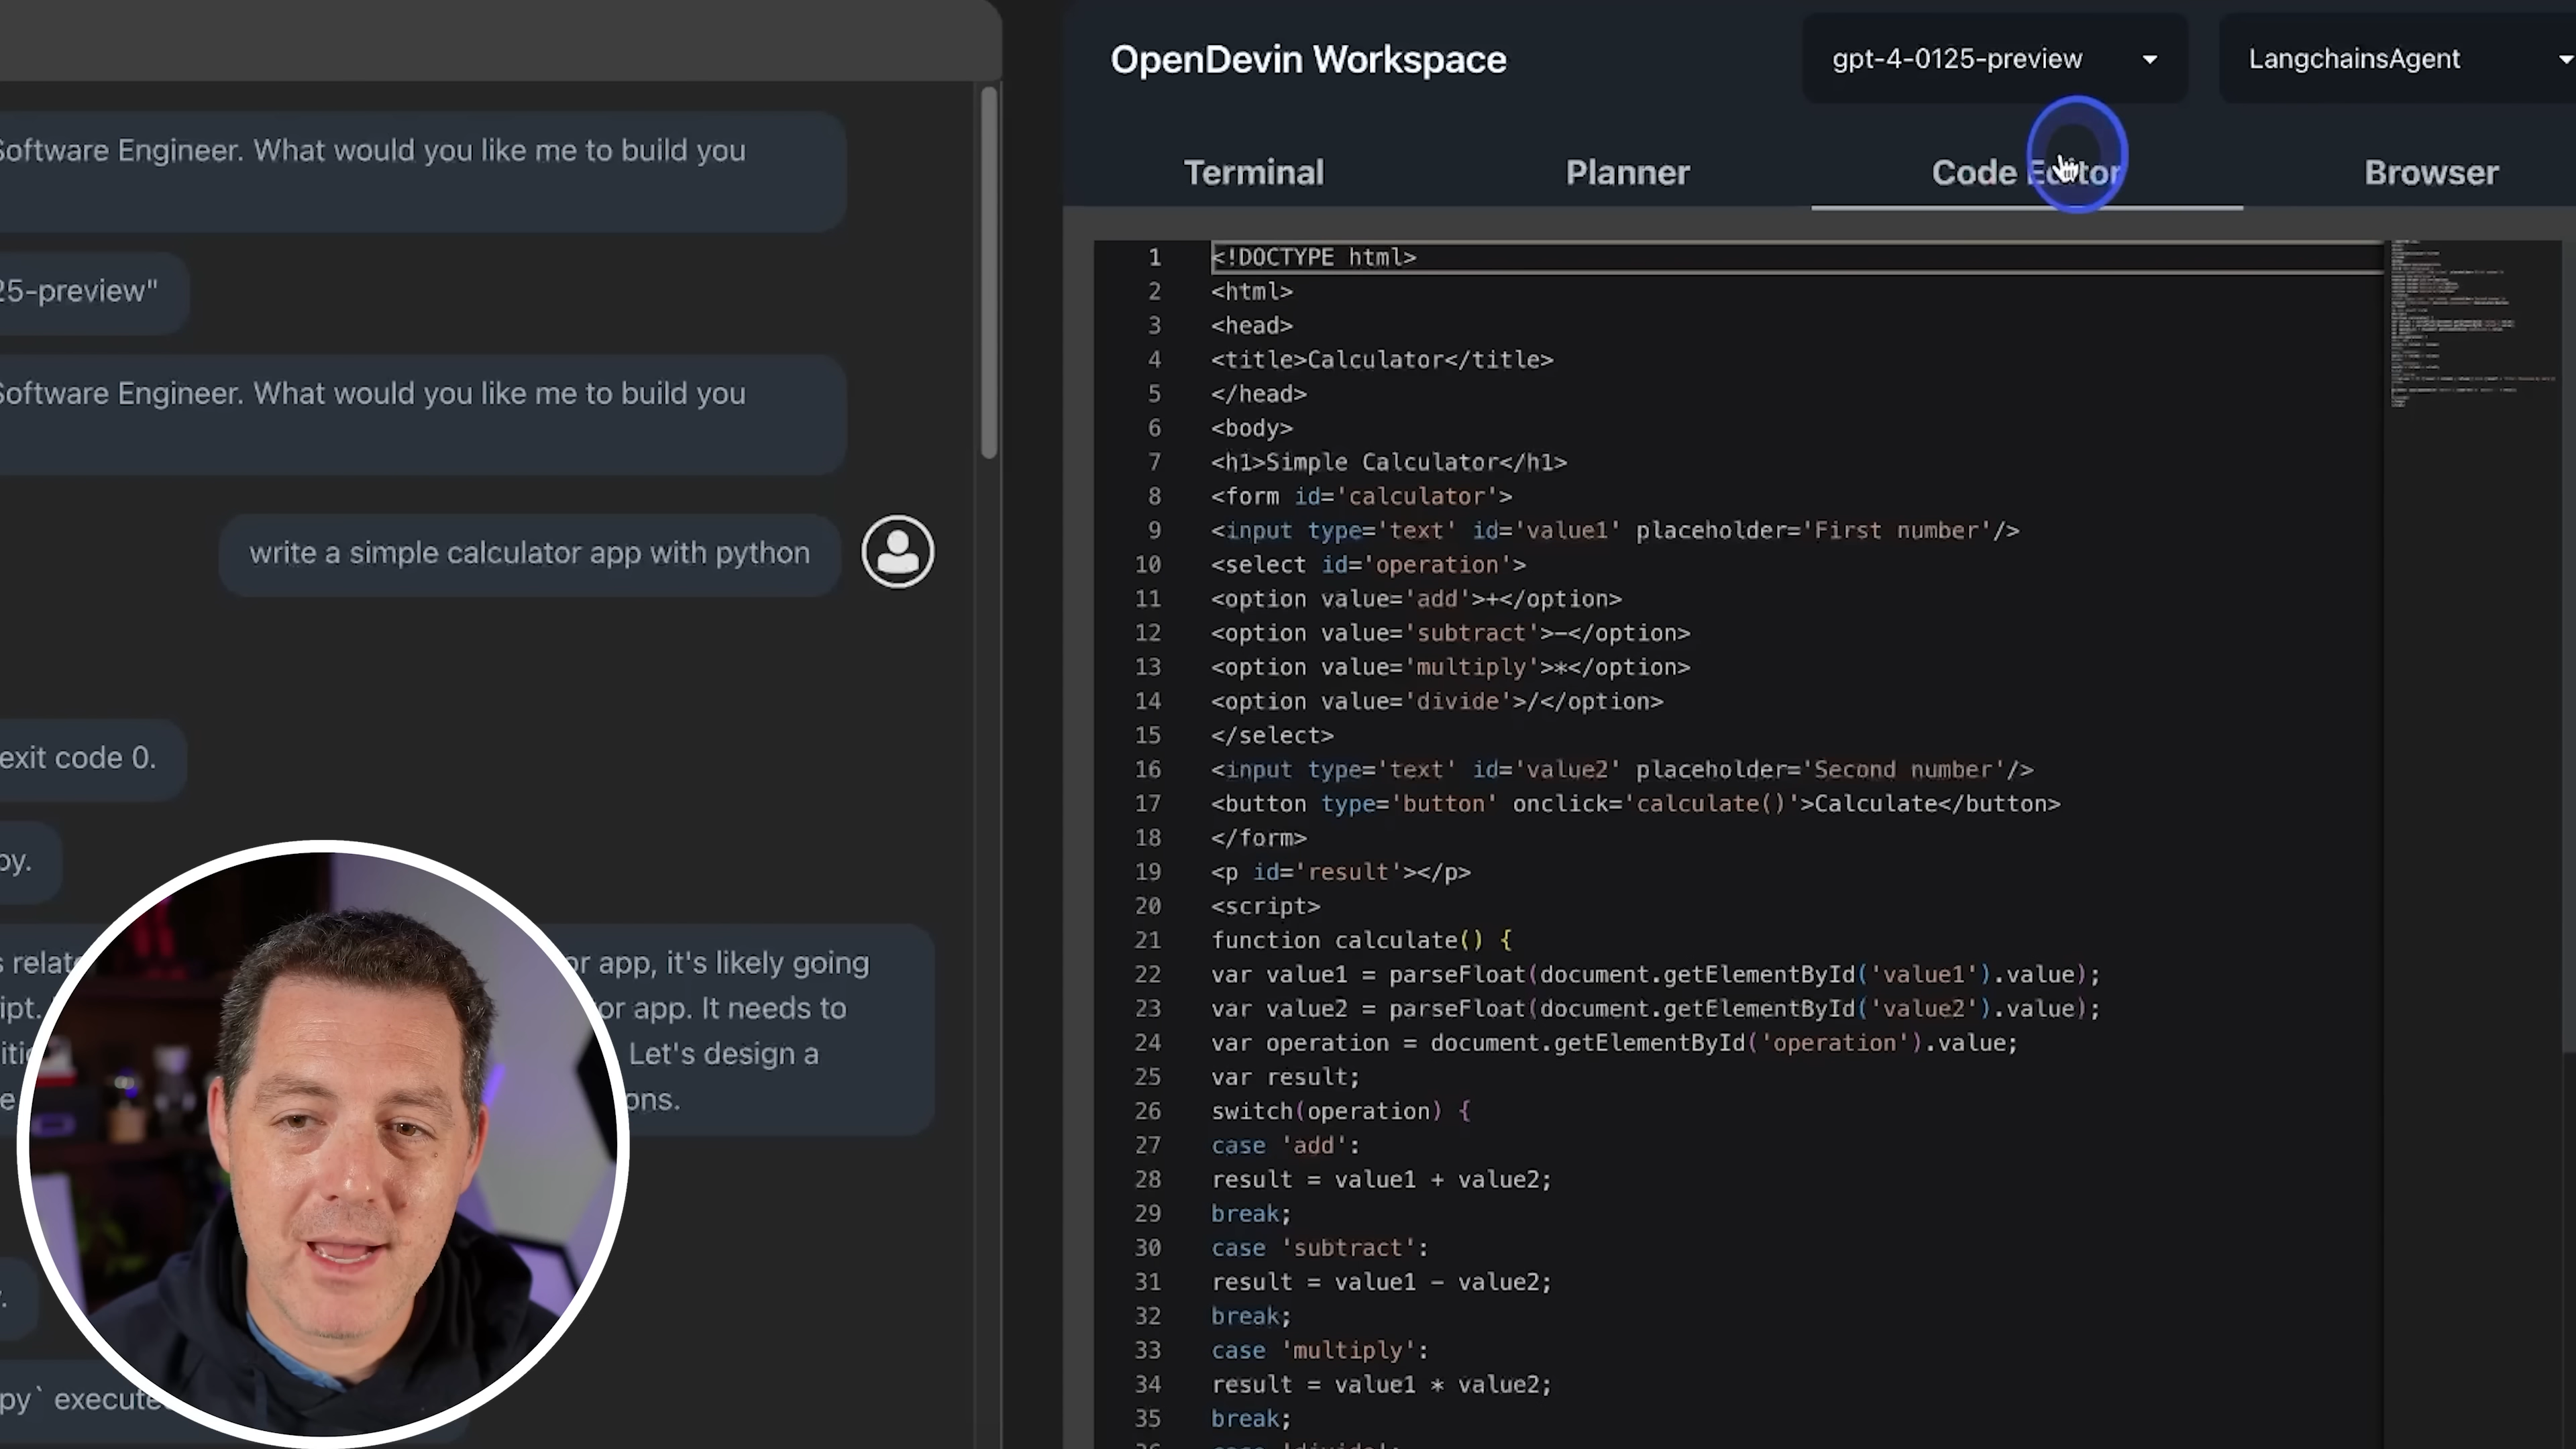 Software Engineer. What would you like me to build you
25-preview"
Software Engineer. What would you like me to build you
write a simple calculator app with python
exit code 0.
py.
or app, it's likely going
or app. It needs to
Let's design a
ons.
py` execute
OpenDevin Workspace
gpt-4-0125-preview
LangchainsAgent
Terminal
Planner
Code Editor
Browser
1 <!DOCTYPE html>
2 <html>
3 <head>
4 <title>Calculator</title>
5 </head>
6 <body>
7 <h1>Simple Calculator</h1>
8 <form id='calculator'>
9 <input type='text' id='value1' placeholder='First number'/>
10 <select id='operation'>
11 <option value='add'>+</option>
12 <option value='subtract'>-</option>
13 <option value='multiply'>*</option>
14 <option value='divide'>/</option>
15 </select>
16 <input type='text' id='value2' placeholder='Second number'/>
17 <button type='button' onclick='calculate()'>Calculate</button>
18 </form>
19 <p id='result'></p>
20 <script>
21 function calculate() {
22 var value1 = parseFloat(document.getElementById('value1').value);
23 var value2 = parseFloat(document.getElementById('value2').value);
24 var operation = document.getElementById('operation').value;
25 var result;
26 switch(operation) {
27 case 'add':
28 result = value1 + value2;
29 break;
30 case 'subtract':
31 result = value1 - value2;
32 break;
33 case 'multiply':
34 result = value1 * value2;
35 break;